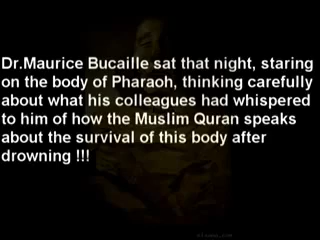 Dr.Maurice Bucaille sat that night, staring
on the body of Pharaoh, thinking carefully
about what his colleagues had whispered
to him of how the Muslim Quran speaks
about the survival of this body after
drowning !!!